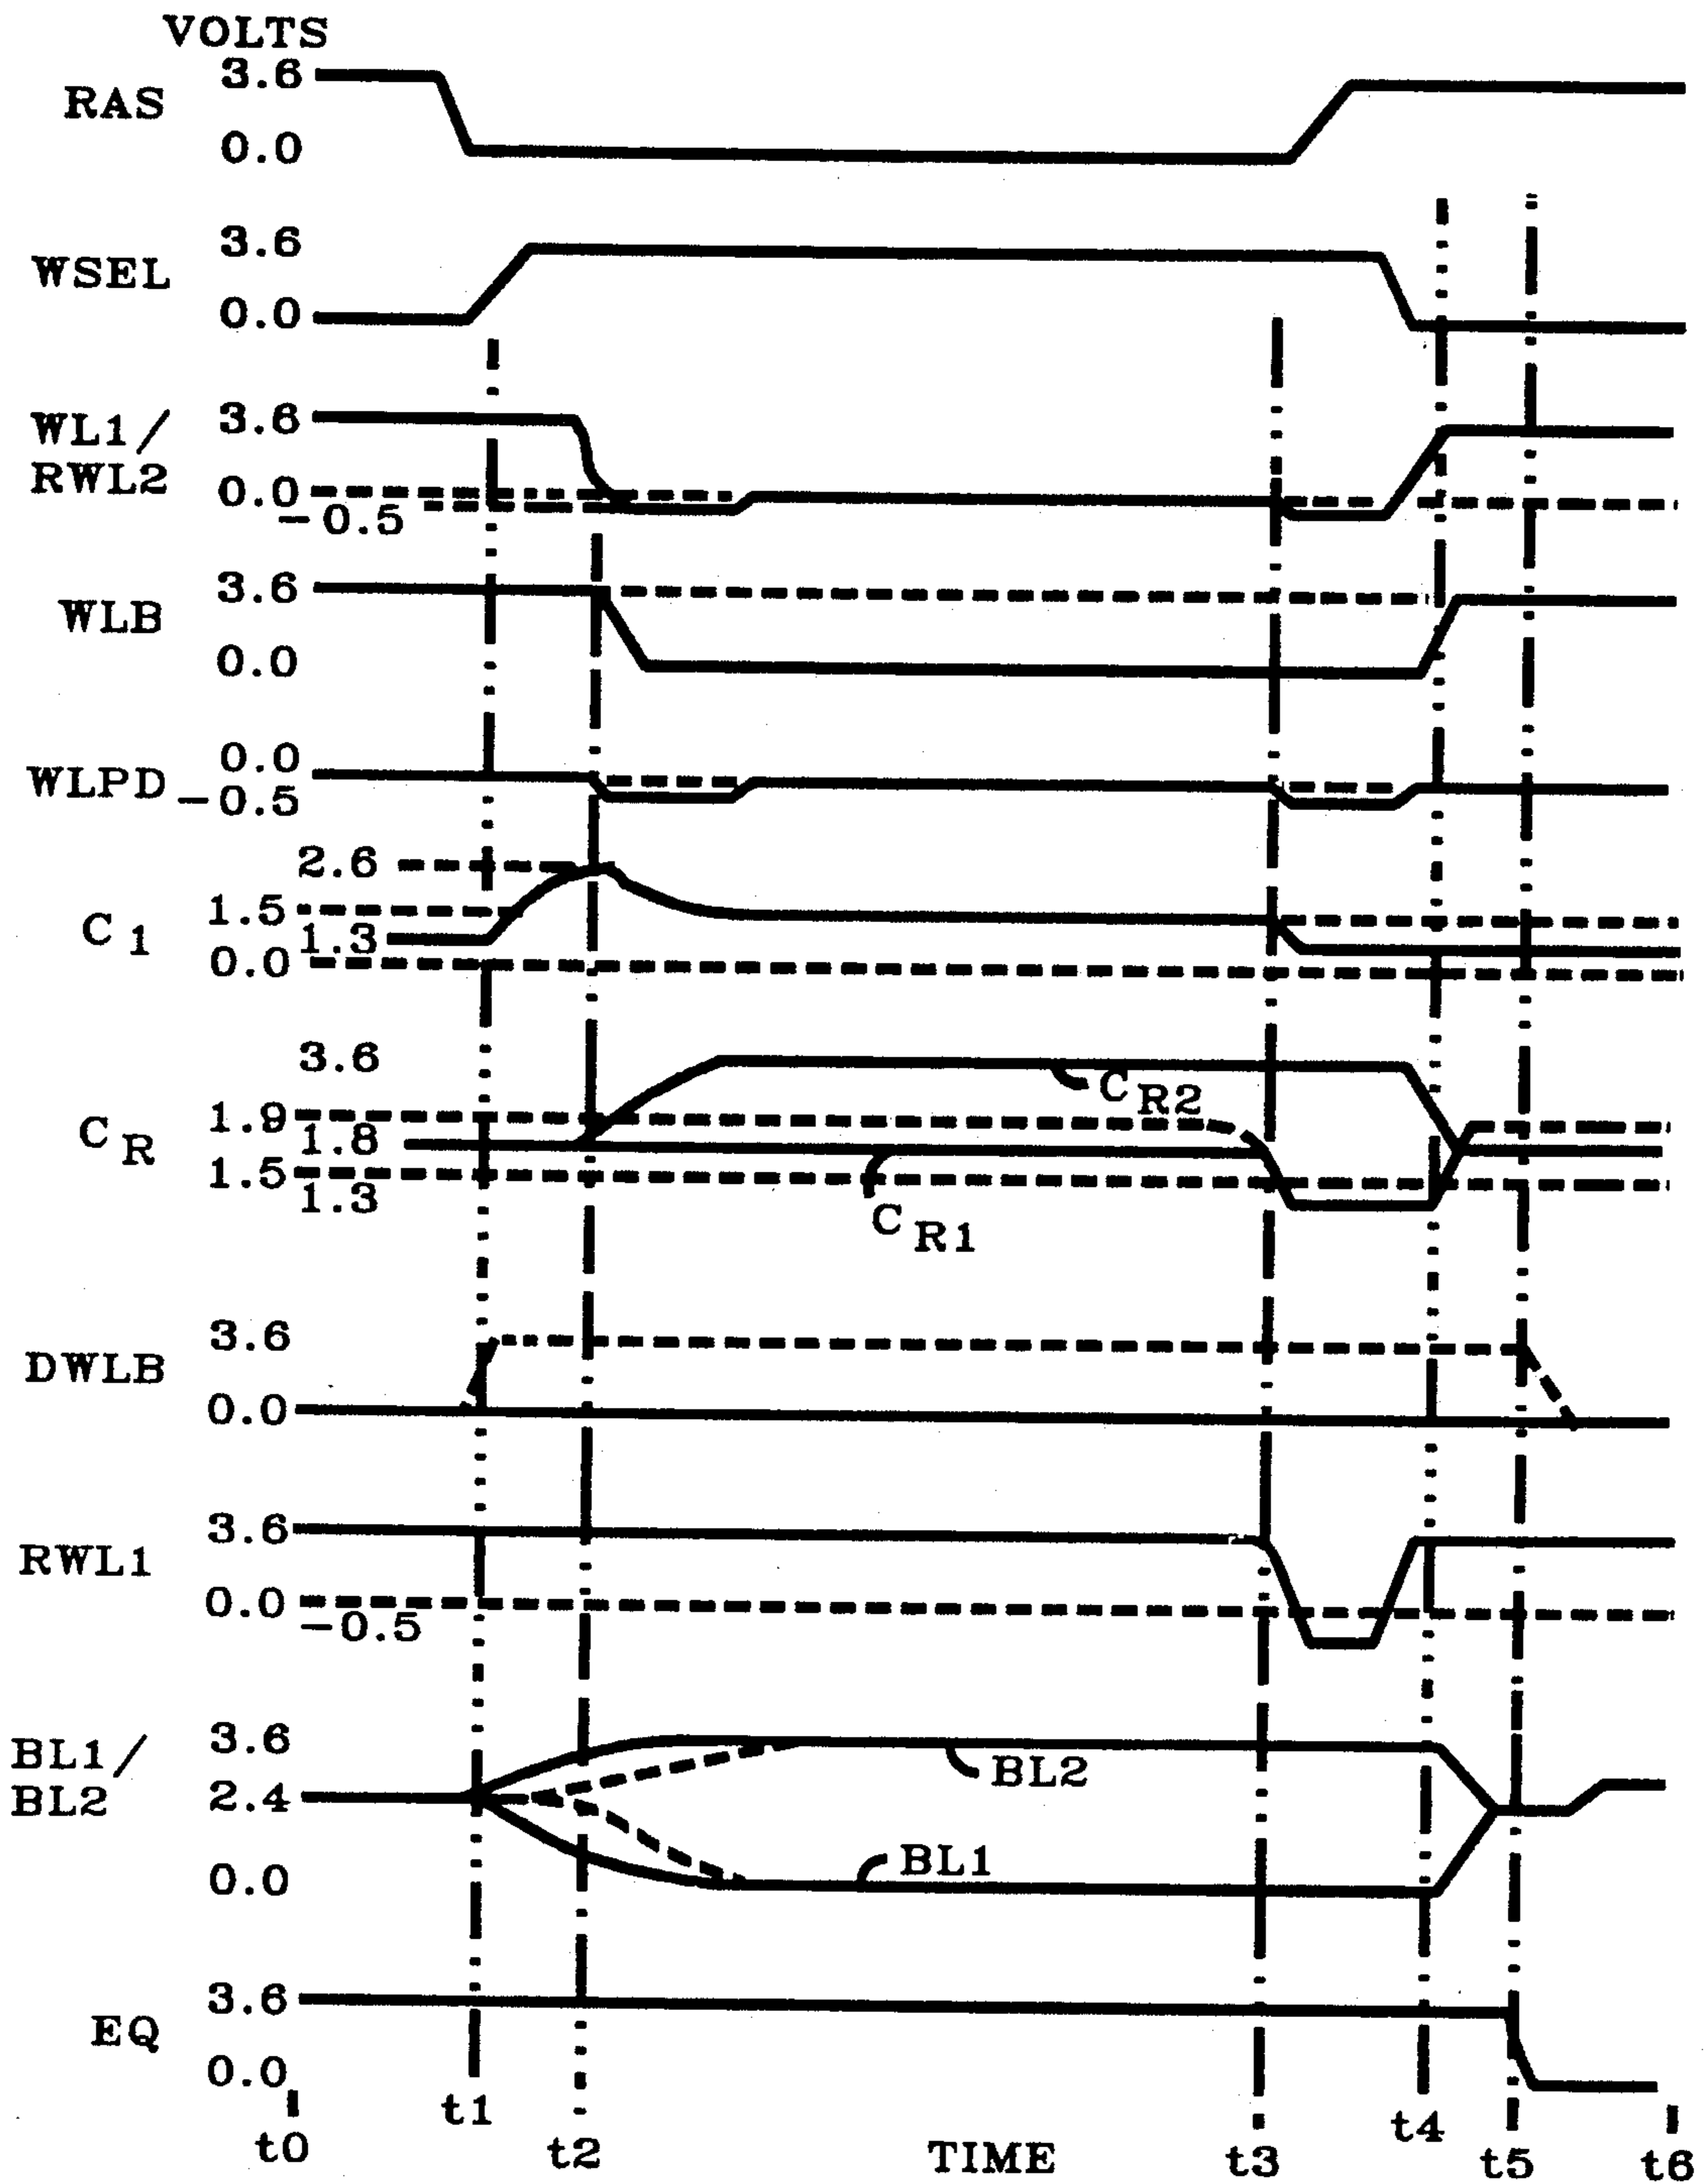 VOLTS
RAS
3.6
0.0
WSEL
3.6
0.0
WL1/
RWL2
3.6
0.0
-0.5
WLB
3.6
0.0
WLPD
0.0
-0.5
C1
2.6
1.5
1.3
0.0
CR
3.6
1.9
1.8
1.5
1.3
CR2
CR1
DWLB
3.6
0.0
RWL1
3.6
0.0
-0.5
BL1/
BL2
3.6
2.4
0.0
BL2
BL1
EQ
3.6
0.0
t0
t1
t2
TIME
t3
t4
t5
t6